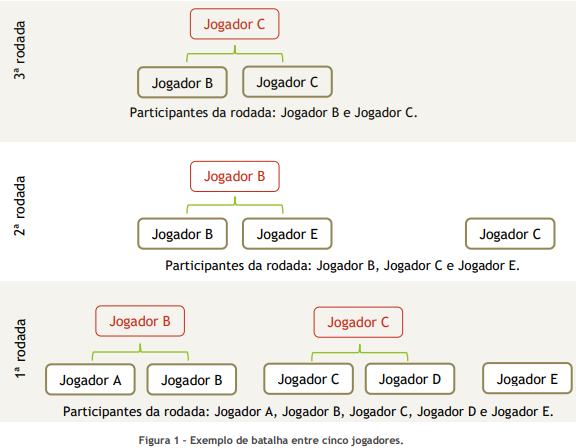 3ª rodada
Jogador C
Jogador B
Jogador C
Participantes da rodada: Jogador B e Jogador C.
2ª rodada
Jogador B
Jogador B
Jogador E
Jogador C
Participantes da rodada: Jogador B, Jogador C e Jogador E.
1ª rodada
Jogador B
Jogador C
Jogador A
Jogador B
Jogador C
Jogador D
Jogador E
Participantes da rodada: Jogador A, Jogador B, Jogador C, Jogador D e Jogador E.
Figura 1 - Exemplo de batalha entre cinco jogadores.